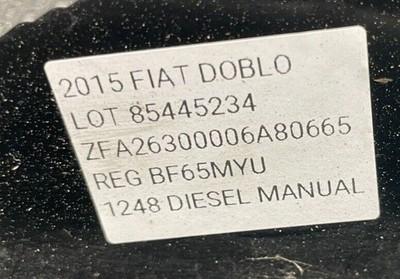 2015 FIAT DOBLO
LOT 85445234
ZFA26300006A80665
REG BF65MYU
1248 DIESEL MANUAL